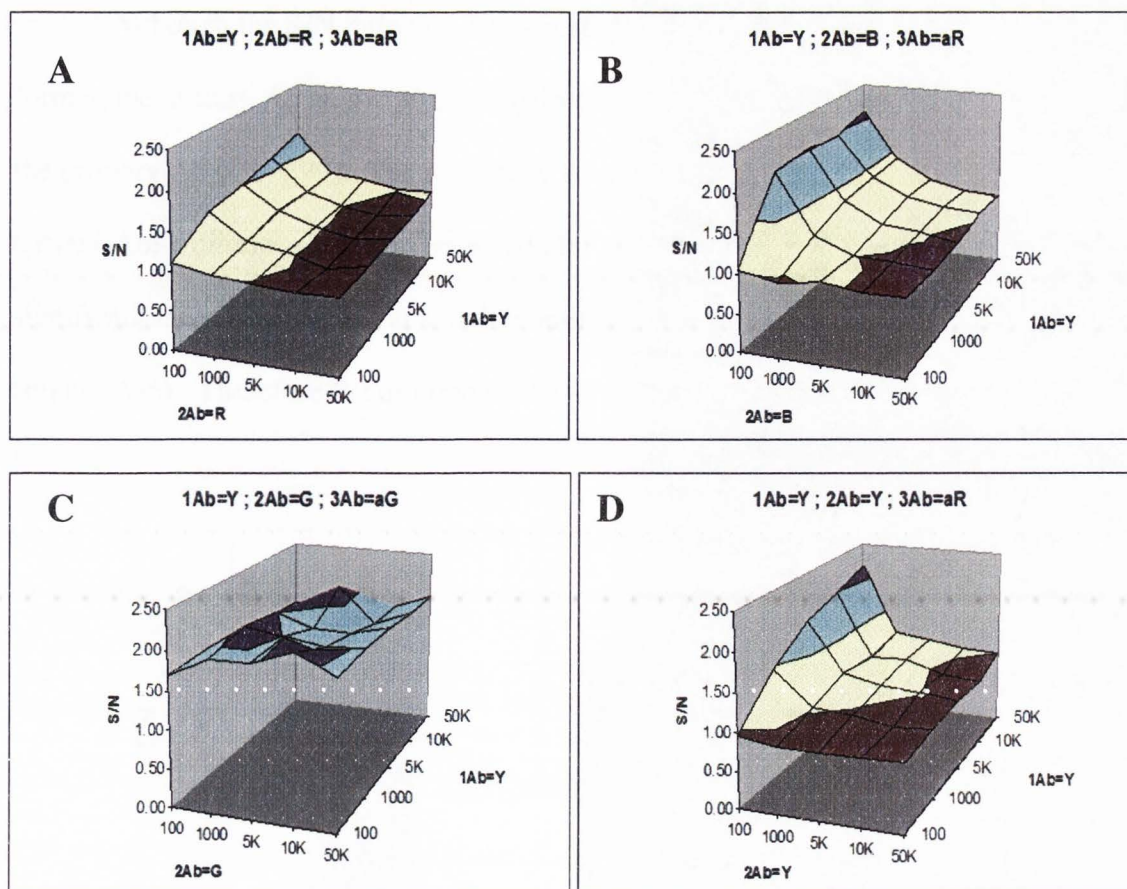 A
1Ab=Y ; 2Ab=R ; 3Ab=aR
2.50
2.00
1.50
S/N
1.00
0.50
0.00
100
1000
5K
10K
50K
2Ab=R
100
1000
5K
10K
50K
1Ab=Y
B
1Ab=Y ; 2Ab=B ; 3Ab=aR
2.50
2.00
1.50
S/N
1.00
0.50
0.00
100
1000
5K
10K
50K
2Ab=B
100
1000
5K
10K
50K
1Ab=Y
C
1Ab=Y ; 2Ab=G ; 3Ab=aG
2.50
2.00
1.50
S/N
1.00
0.50
0.00
100
1000
5K
10K
50K
2Ab=G
100
1000
5K
10K
50K
1Ab=Y
D
1Ab=Y ; 2Ab=Y ; 3Ab=aR
2.50
2.00
1.50
S/N
1.00
0.50
0.00
100
1000
5K
10K
50K
2Ab=Y
100
1000
5K
10K
50K
1Ab=Y